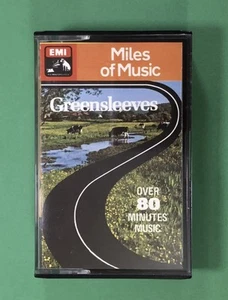 EMI
Miles
of Music
Greensleeves
OVER
80
MINUTES
MUSIC